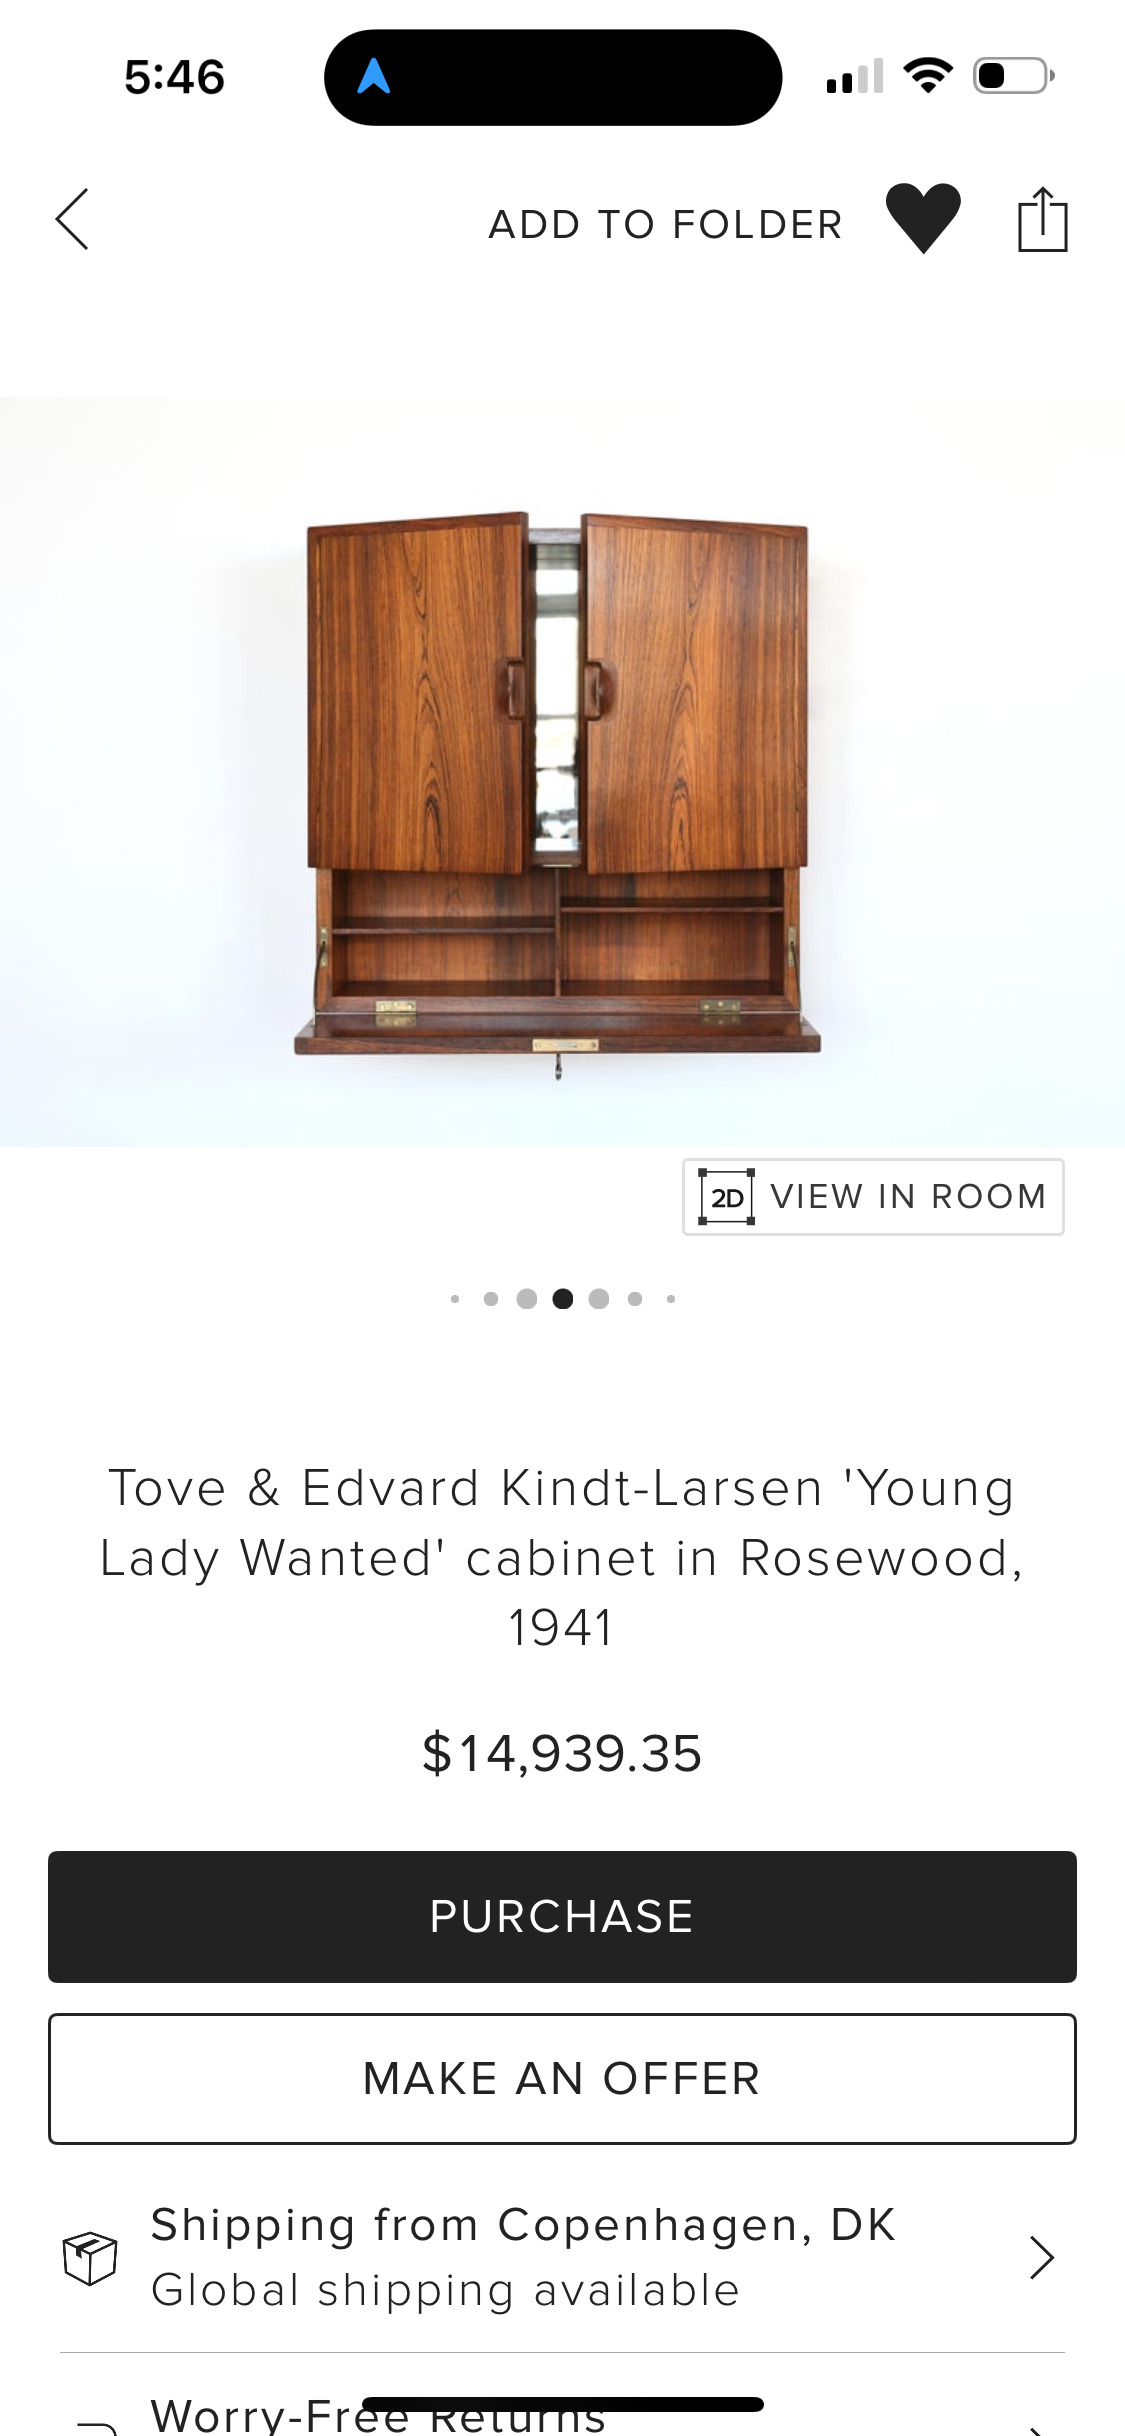 5:46
ADD TO FOLDER
2D VIEW IN ROOM
Tove & Edvard Kindt-Larsen 'Young
Lady Wanted' cabinet in Rosewood,
1941
$14,939.35
PURCHASE
MAKE AN OFFER
Shipping from Copenhagen, DK
Global shipping available
Worry-Free Returns